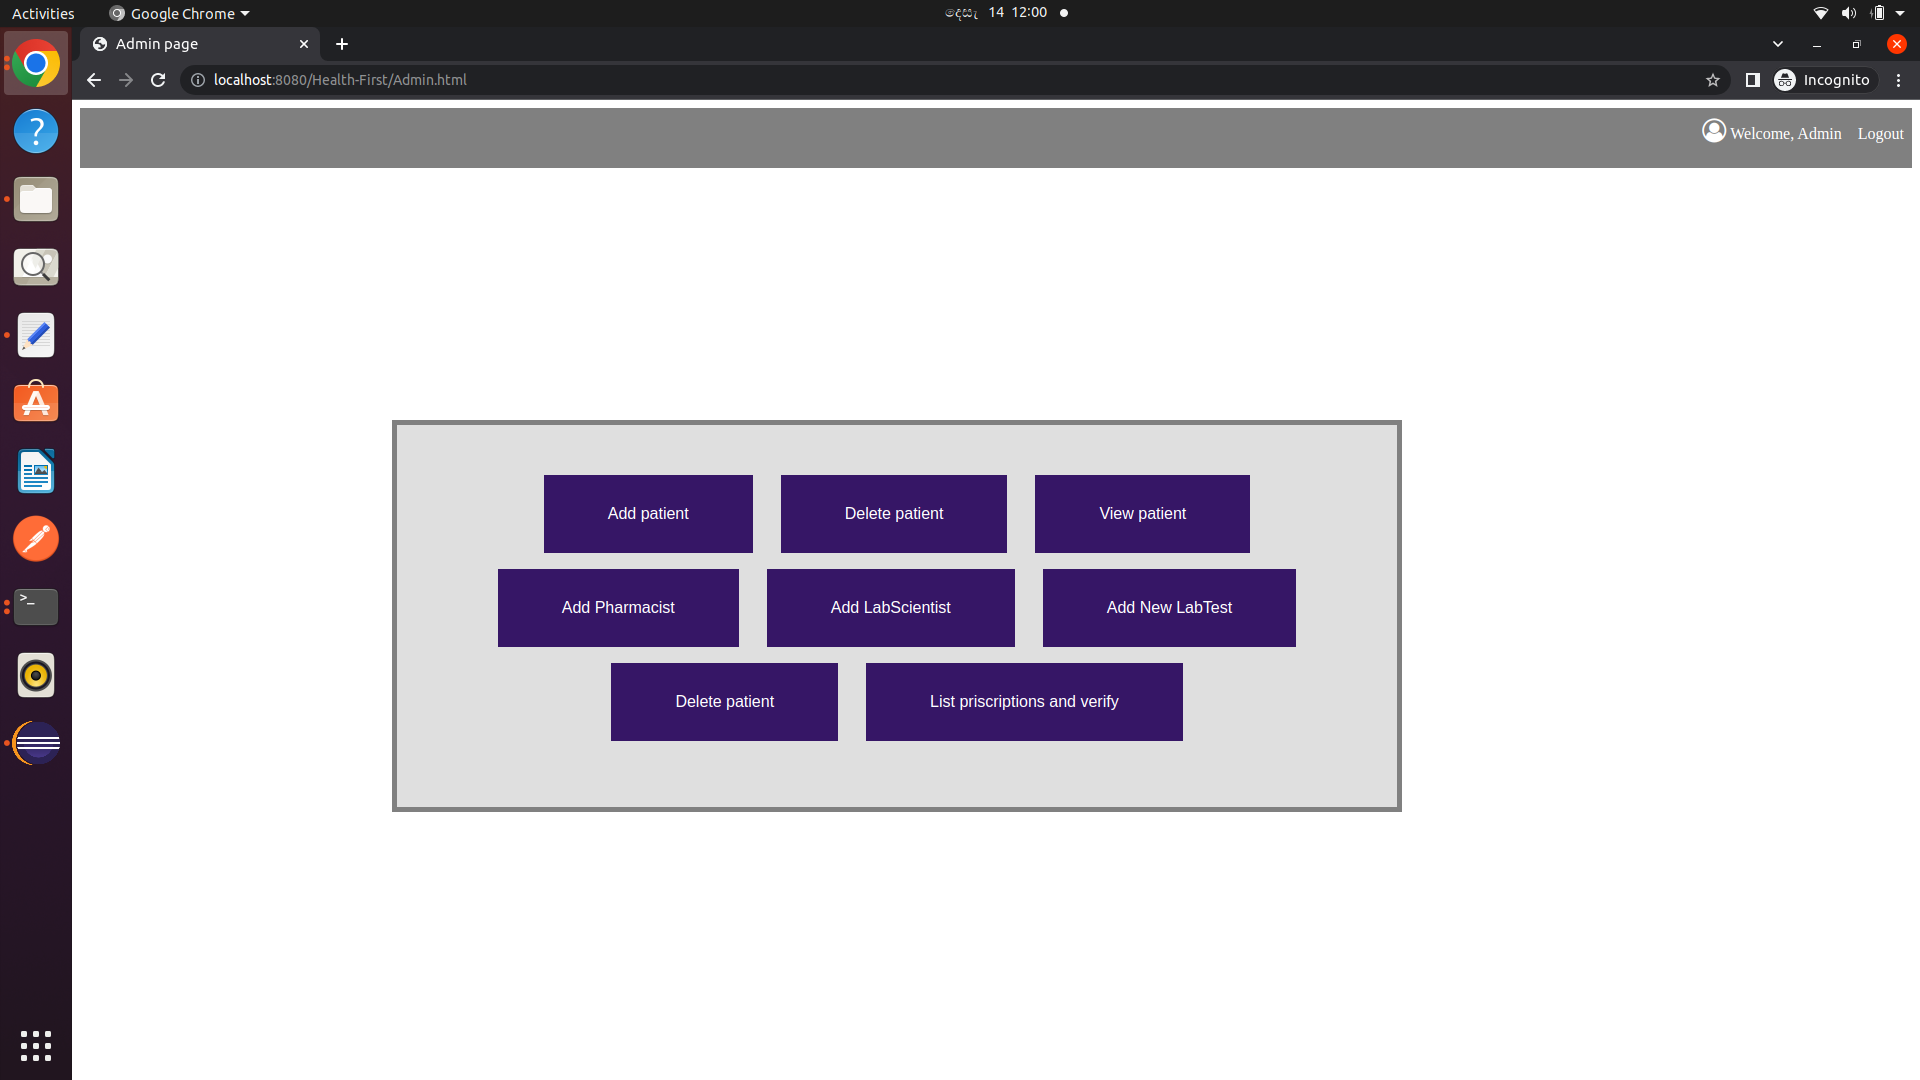 Activities Google Chrome දෙසැ 14 12:00
Admin page
localhost:8080/Health-First/Admin.html Incognito
Welcome, Admin Logout
Add patient Delete patient View patient
Add Pharmacist Add LabScientist Add New LabTest
Delete patient List priscriptions and verify